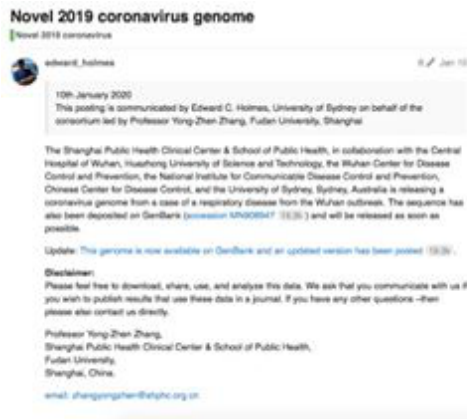 Novel 2019 coronavirus genome
Novel 2019 coronavirus
edward_holmes
Jan 10
10th January 2020
This posting is communicated by Edward C. Holmes, University of Sydney on behalf of the
consortium led by Professor Yong-Zhen Zhang, Fudan University, Shanghai
The Shanghai Public Health Clinical Center & School of Public Health, in collaboration with the Central
Hospital of Wuhan, Huazhong University of Science and Technology, the Wuhan Center for Disease
Control and Prevention, the National Institute for Communicable Disease Control and Prevention,
Chinese Center for Disease Control, and the University of Sydney, Sydney, Australia is releasing a
coronavirus genome from a case of a respiratory disease from the Wuhan outbreak. The sequence has
also been deposited on GenBank (accession MN908947) and will be released as soon as
possible.
Update: This genome is now available on GenBank and an updated version has been posted.
Disclaimer:
Please feel free to download, share, use, and analyze this data. We ask that you communicate with us if
you wish to publish results that use these data in a journal. If you have any other questions –then
please also contact us directly.
Professor Yong-Zhen Zhang,
Shanghai Public Health Clinical Center & School of Public Health,
Fudan University,
Shanghai, China.
email: zhangyongzhen@shphc.org.cn